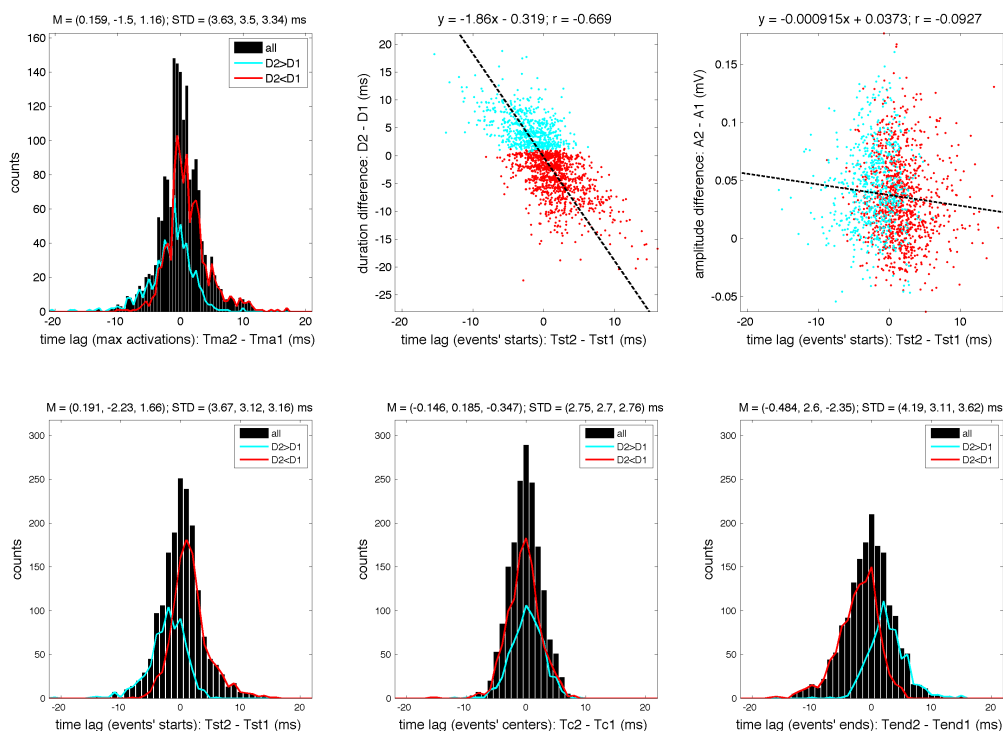 M = (0.159, -1.5, 1.16); STD = (3.63, 3.5, 3.34) ms
160
140
120
100
80
60
40
20
0
counts
all
D2>D1
D2<D1
-20 -10 0 10 20
time lag (max activations): Tma2 - Tma1 (ms)
y = -1.86x - 0.319; r = -0.669
20
15
10
5
0
-5
-10
-15
-20
-25
duration difference: D2 - D1 (ms)
-20 -10 0 10
time lag (events' starts): Tst2 - Tst1 (ms)
y = -0.000915x + 0.0373; r = -0.0927
0.15
0.1
0.05
0
-0.05
amplitude difference: A2 - A1 (mV)
-20 -10 0 10
time lag (events' starts): Tst2 - Tst1 (ms)
M = (0.191, -2.23, 1.66); STD = (3.67, 3.12, 3.16) ms
300
250
200
150
100
50
0
counts
all
D2>D1
D2<D1
-20 -10 0 10 20
time lag (events' starts): Tst2 - Tst1 (ms)
M = (-0.146, 0.185, -0.347); STD = (2.75, 2.7, 2.76) ms
300
250
200
150
100
50
0
counts
all
D2>D1
D2<D1
-20 -10 0 10 20
time lag (events' centers): Tc2 - Tc1 (ms)
M = (-0.484, 2.6, -2.35); STD = (4.19, 3.11, 3.62) ms
300
250
200
150
100
50
0
counts
all
D2>D1
D2<D1
-20 -10 0 10 20
time lag (events' ends): Tend2 - Tend1 (ms)